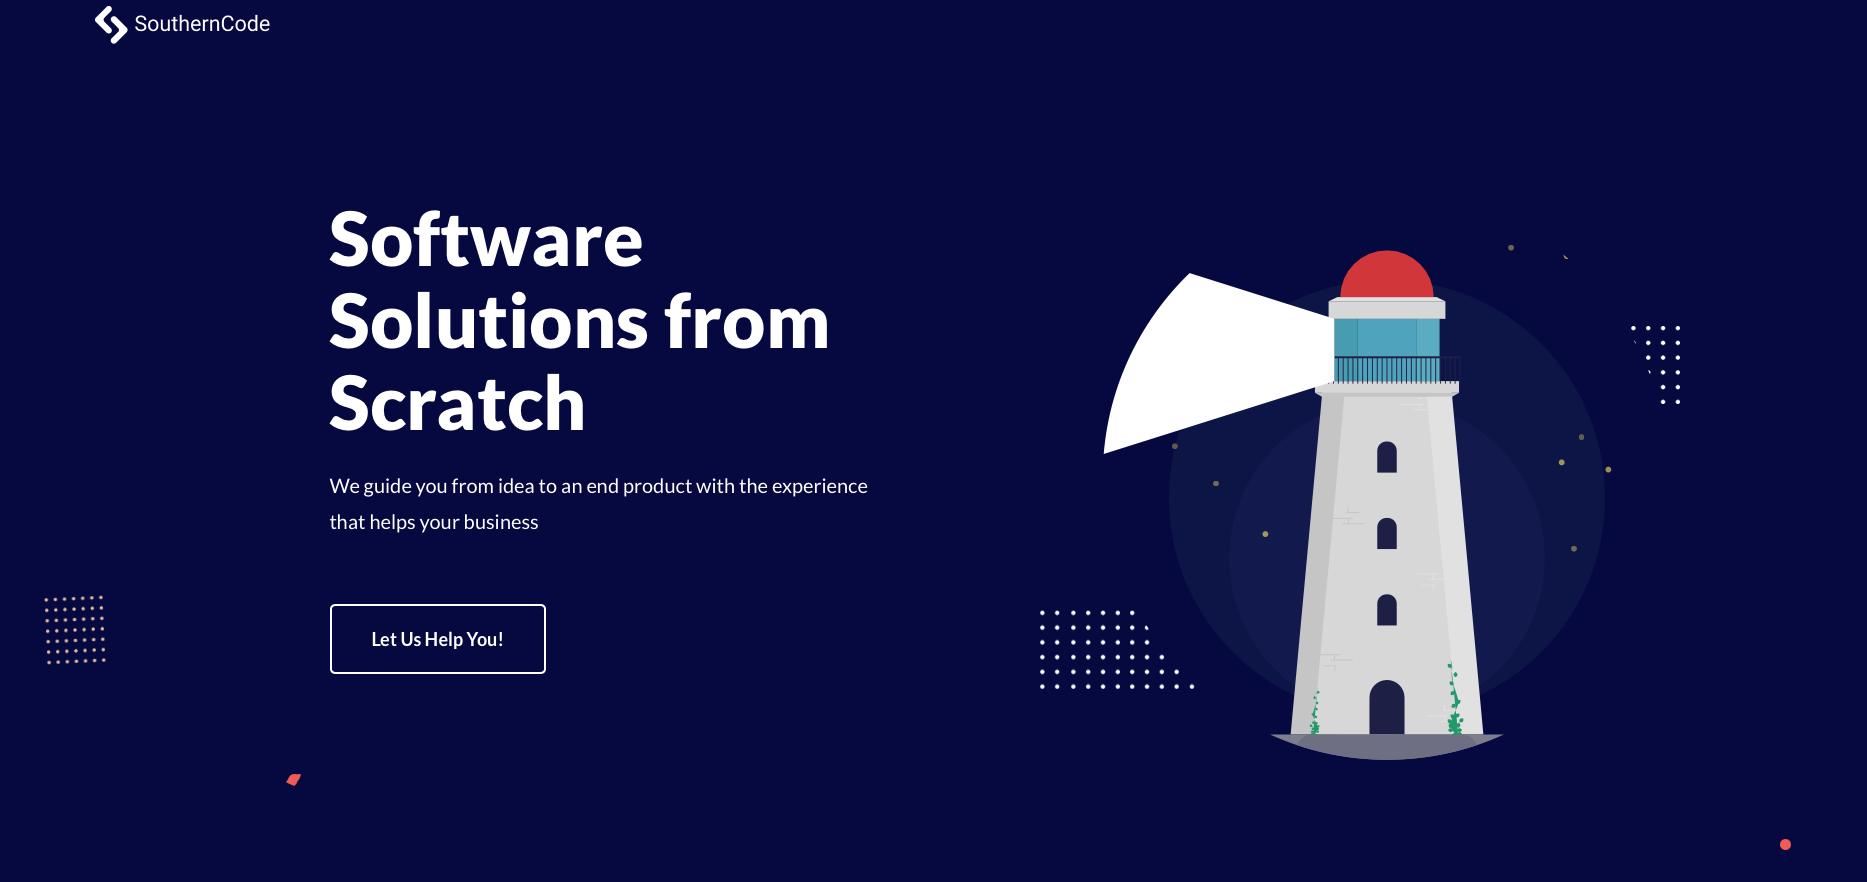 SouthernCode
Software
Solutions from
Scratch
We guide you from idea to an end product with the experience
that helps your business
Let Us Help You!